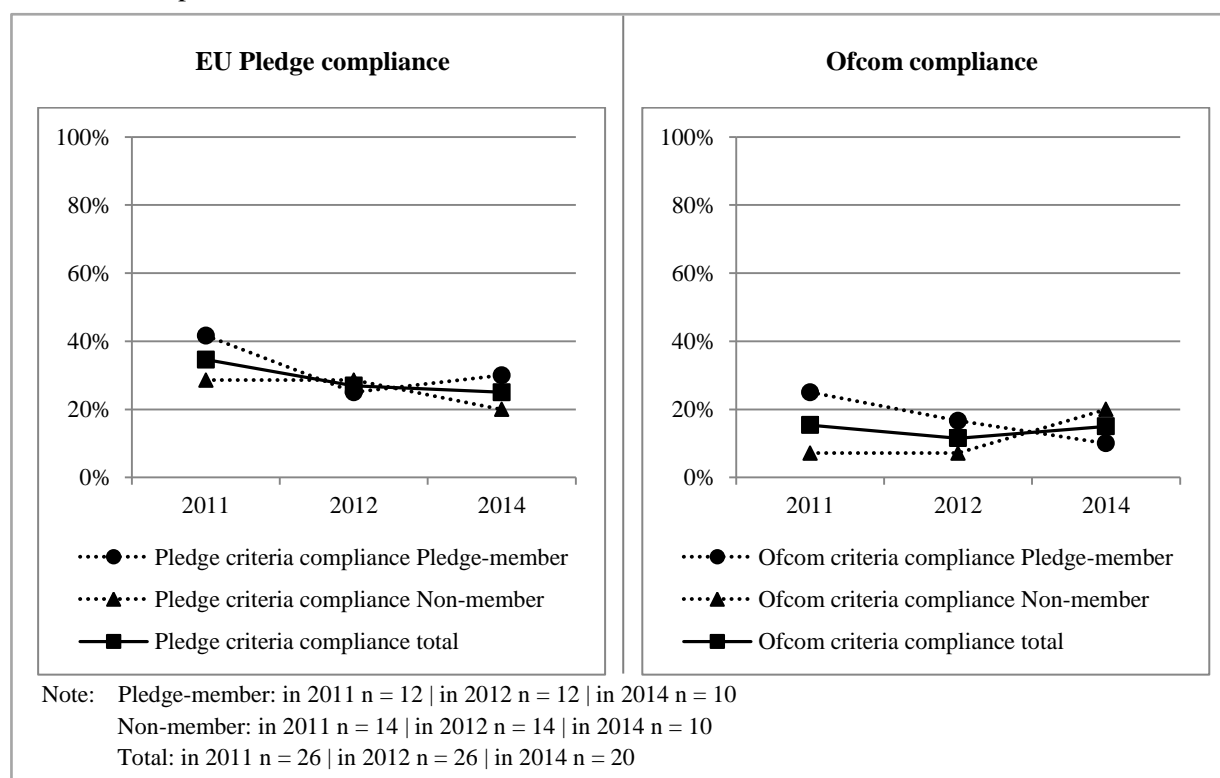 EU Pledge compliance
100%
80%
60%
40%
20%
0%
2011 2012 2014
Pledge criteria compliance Pledge-member
Pledge criteria compliance Non-member
Pledge criteria compliance total
Ofcom compliance
100%
80%
60%
40%
20%
0%
2011 2012 2014
Ofcom criteria compliance Pledge-member
Ofcom criteria compliance Non-member
Ofcom criteria compliance total
Note: Pledge-member: in 2011 n = 12 | in 2012 n = 12 | in 2014 n = 10
Non-member: in 2011 n = 14 | in 2012 n = 14 | in 2014 n = 10
Total: in 2011 n = 26 | in 2012 n = 26 | in 2014 n = 20